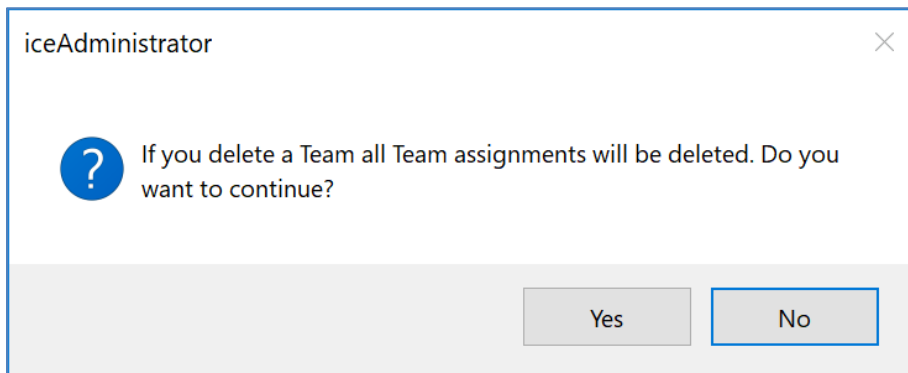 iceAdministrator
If you delete a Team all Team assignments will be deleted. Do you
want to continue?
Yes
No